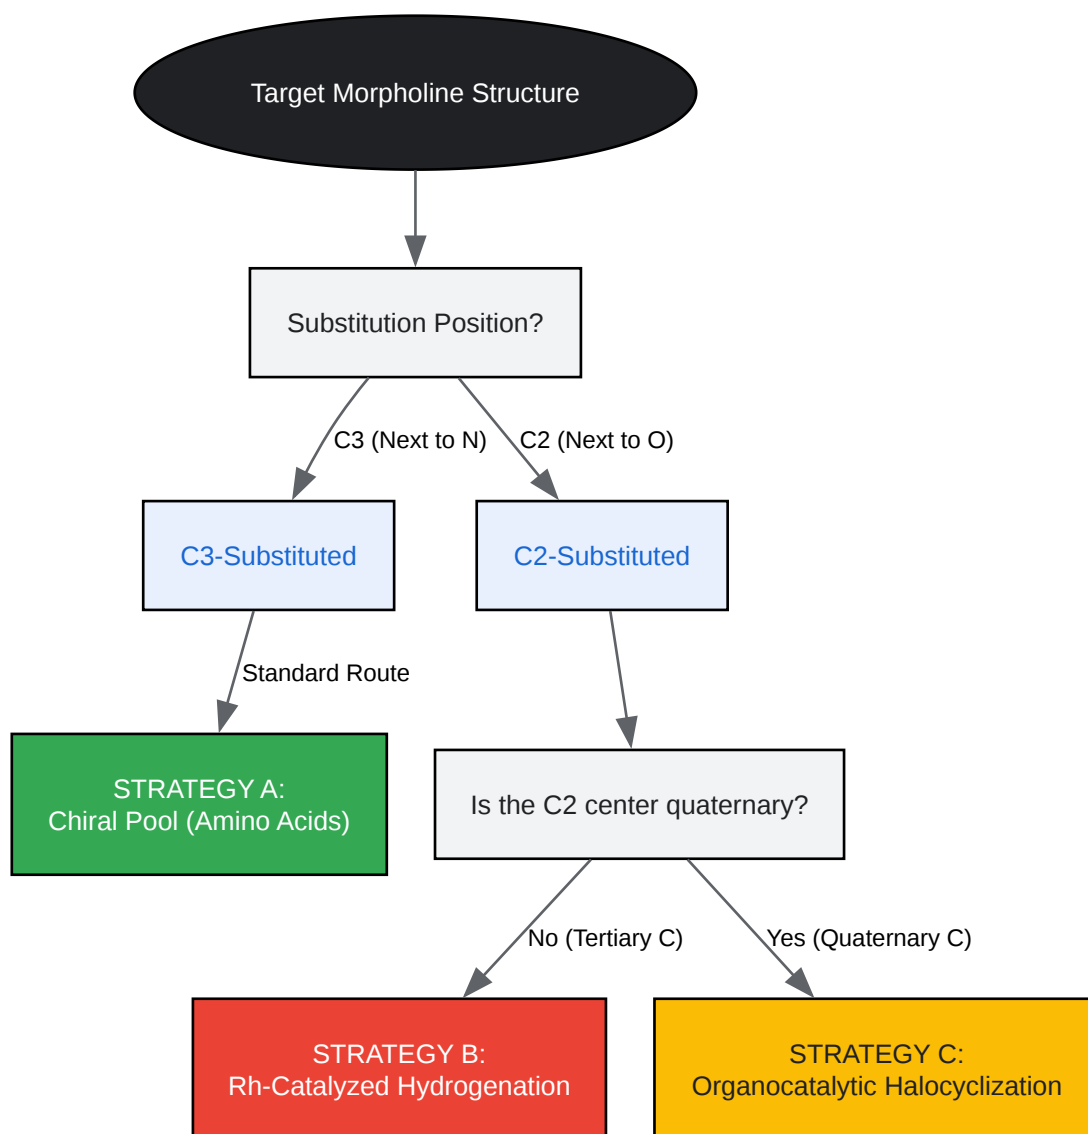 Target Morpholine Structure
Substitution Position?
C3 (Next to N)
C2 (Next to O)
C3-Substituted
C2-Substituted
Standard Route
STRATEGY A:
Chiral Pool (Amino Acids)
Is the C2 center quaternary?
No (Tertiary C)
Yes (Quaternary C)
STRATEGY B:
Rh-Catalyzed Hydrogenation
STRATEGY C:
Organocatalytic Halocyclization